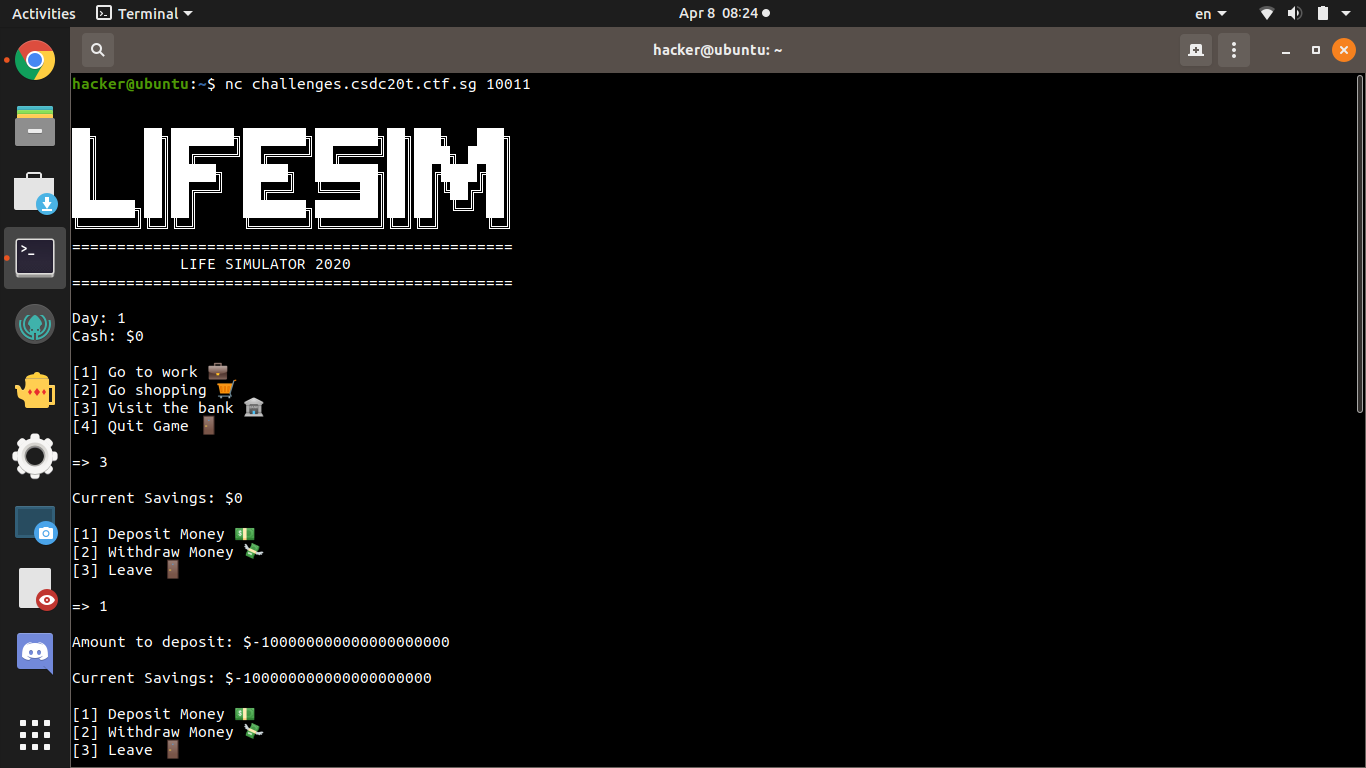 Activities Terminal Apr 8 08:24 en
hacker@ubuntu: ~
hacker@ubuntu:~$ nc challenges.csdc20t.ctf.sg 10011
LIFESIM
=================================================
LIFE SIMULATOR 2020
=================================================
Day: 1
Cash: $0
[1] Go to work 💼
[2] Go shopping 🛒
[3] Visit the bank 🏦
[4] Quit Game 🚪
=> 3
Current Savings: $0
[1] Deposit Money 💵
[2] Withdraw Money 💸
[3] Leave 🚪
=> 1
Amount to deposit: $-100000000000000000000
Current Savings: $-100000000000000000000
[1] Deposit Money 💵
[2] Withdraw Money 💸
[3] Leave 🚪